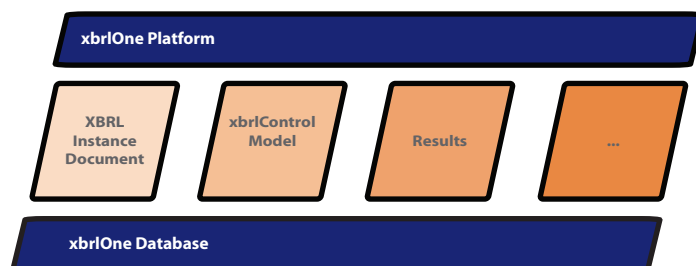 xbrlOne Platform
XBRL
Instance
Document
xbrlControl
Model
Results
...
xbrlOne Database